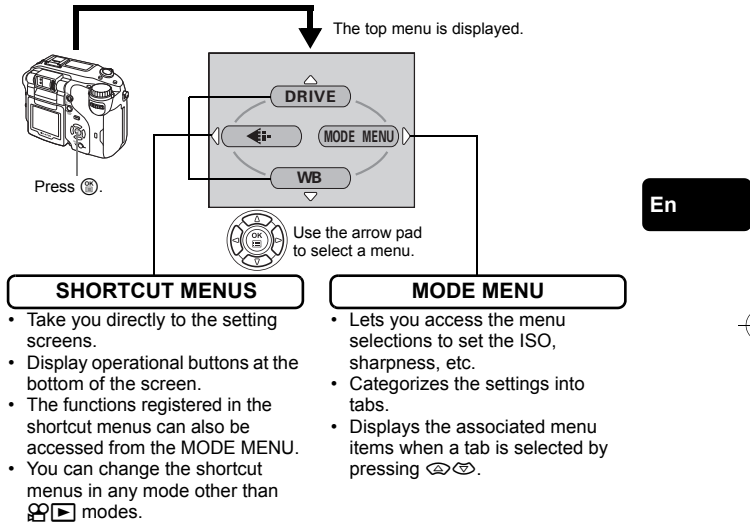 The top menu is displayed.
DRIVE
MODE MENU
WB
Press OK.
Use the arrow pad
to select a menu.
OK
En
SHORTCUT MENUS
• Take you directly to the setting
screens.
• Display operational buttons at the
bottom of the screen.
• The functions registered in the
shortcut menus can also be
accessed from the MODE MENU.
• You can change the shortcut
menus in any mode other than
modes.
MODE MENU
• Lets you access the menu
selections to set the ISO,
sharpness, etc.
• Categorizes the settings into
tabs.
• Displays the associated menu
items when a tab is selected by
pressing .